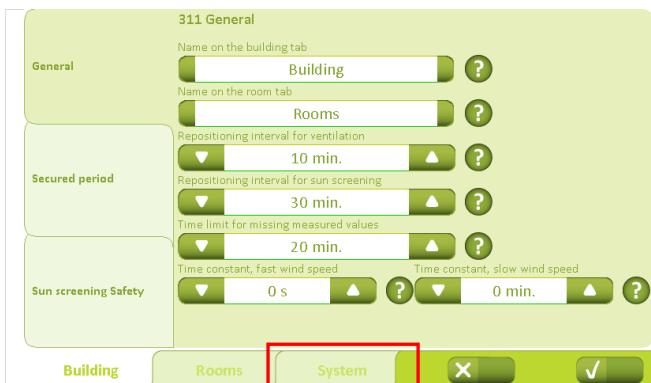 311 General
General
Name on the building tab
Building
?
Name on the room tab
Rooms
?
Repositioning interval for ventilation
10 min.
?
Secured period
Repositioning interval for sun screening
30 min.
?
Time limit for missing measured values
20 min.
?
Sun screening Safety
Time constant, fast wind speed
0 s
?
Time constant, slow wind speed
0 min.
?
Building Rooms System